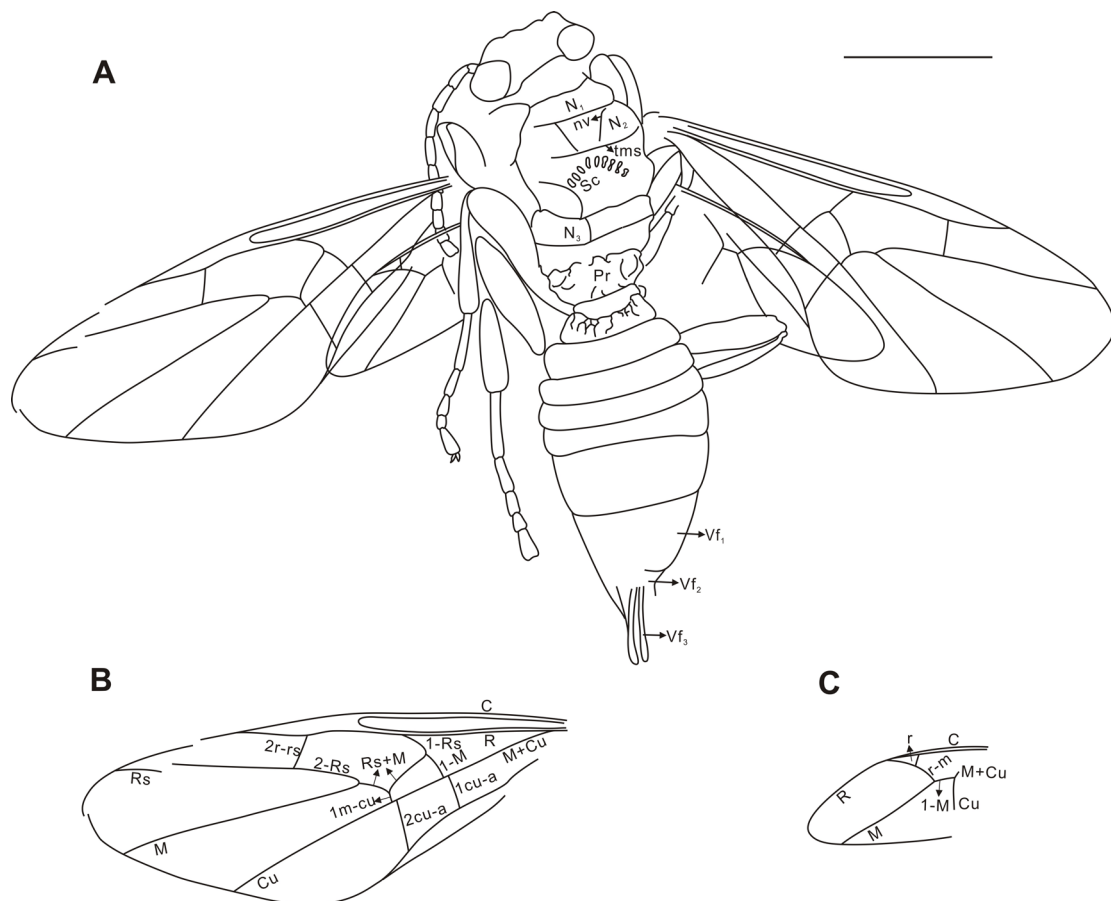 A
N₁
nv
N₂
tms
Sc
N₃
Pr
Vf₁
Vf₂
Vf₃
B
C
C
2r-rs
1-Rs
R
Rs+M
1-M
M+Cu
Rs
2-Rs
1m-cu
1cu-a
2cu-a
M
Cu
r
C
r-m
M+Cu
R
1-M
Cu
M